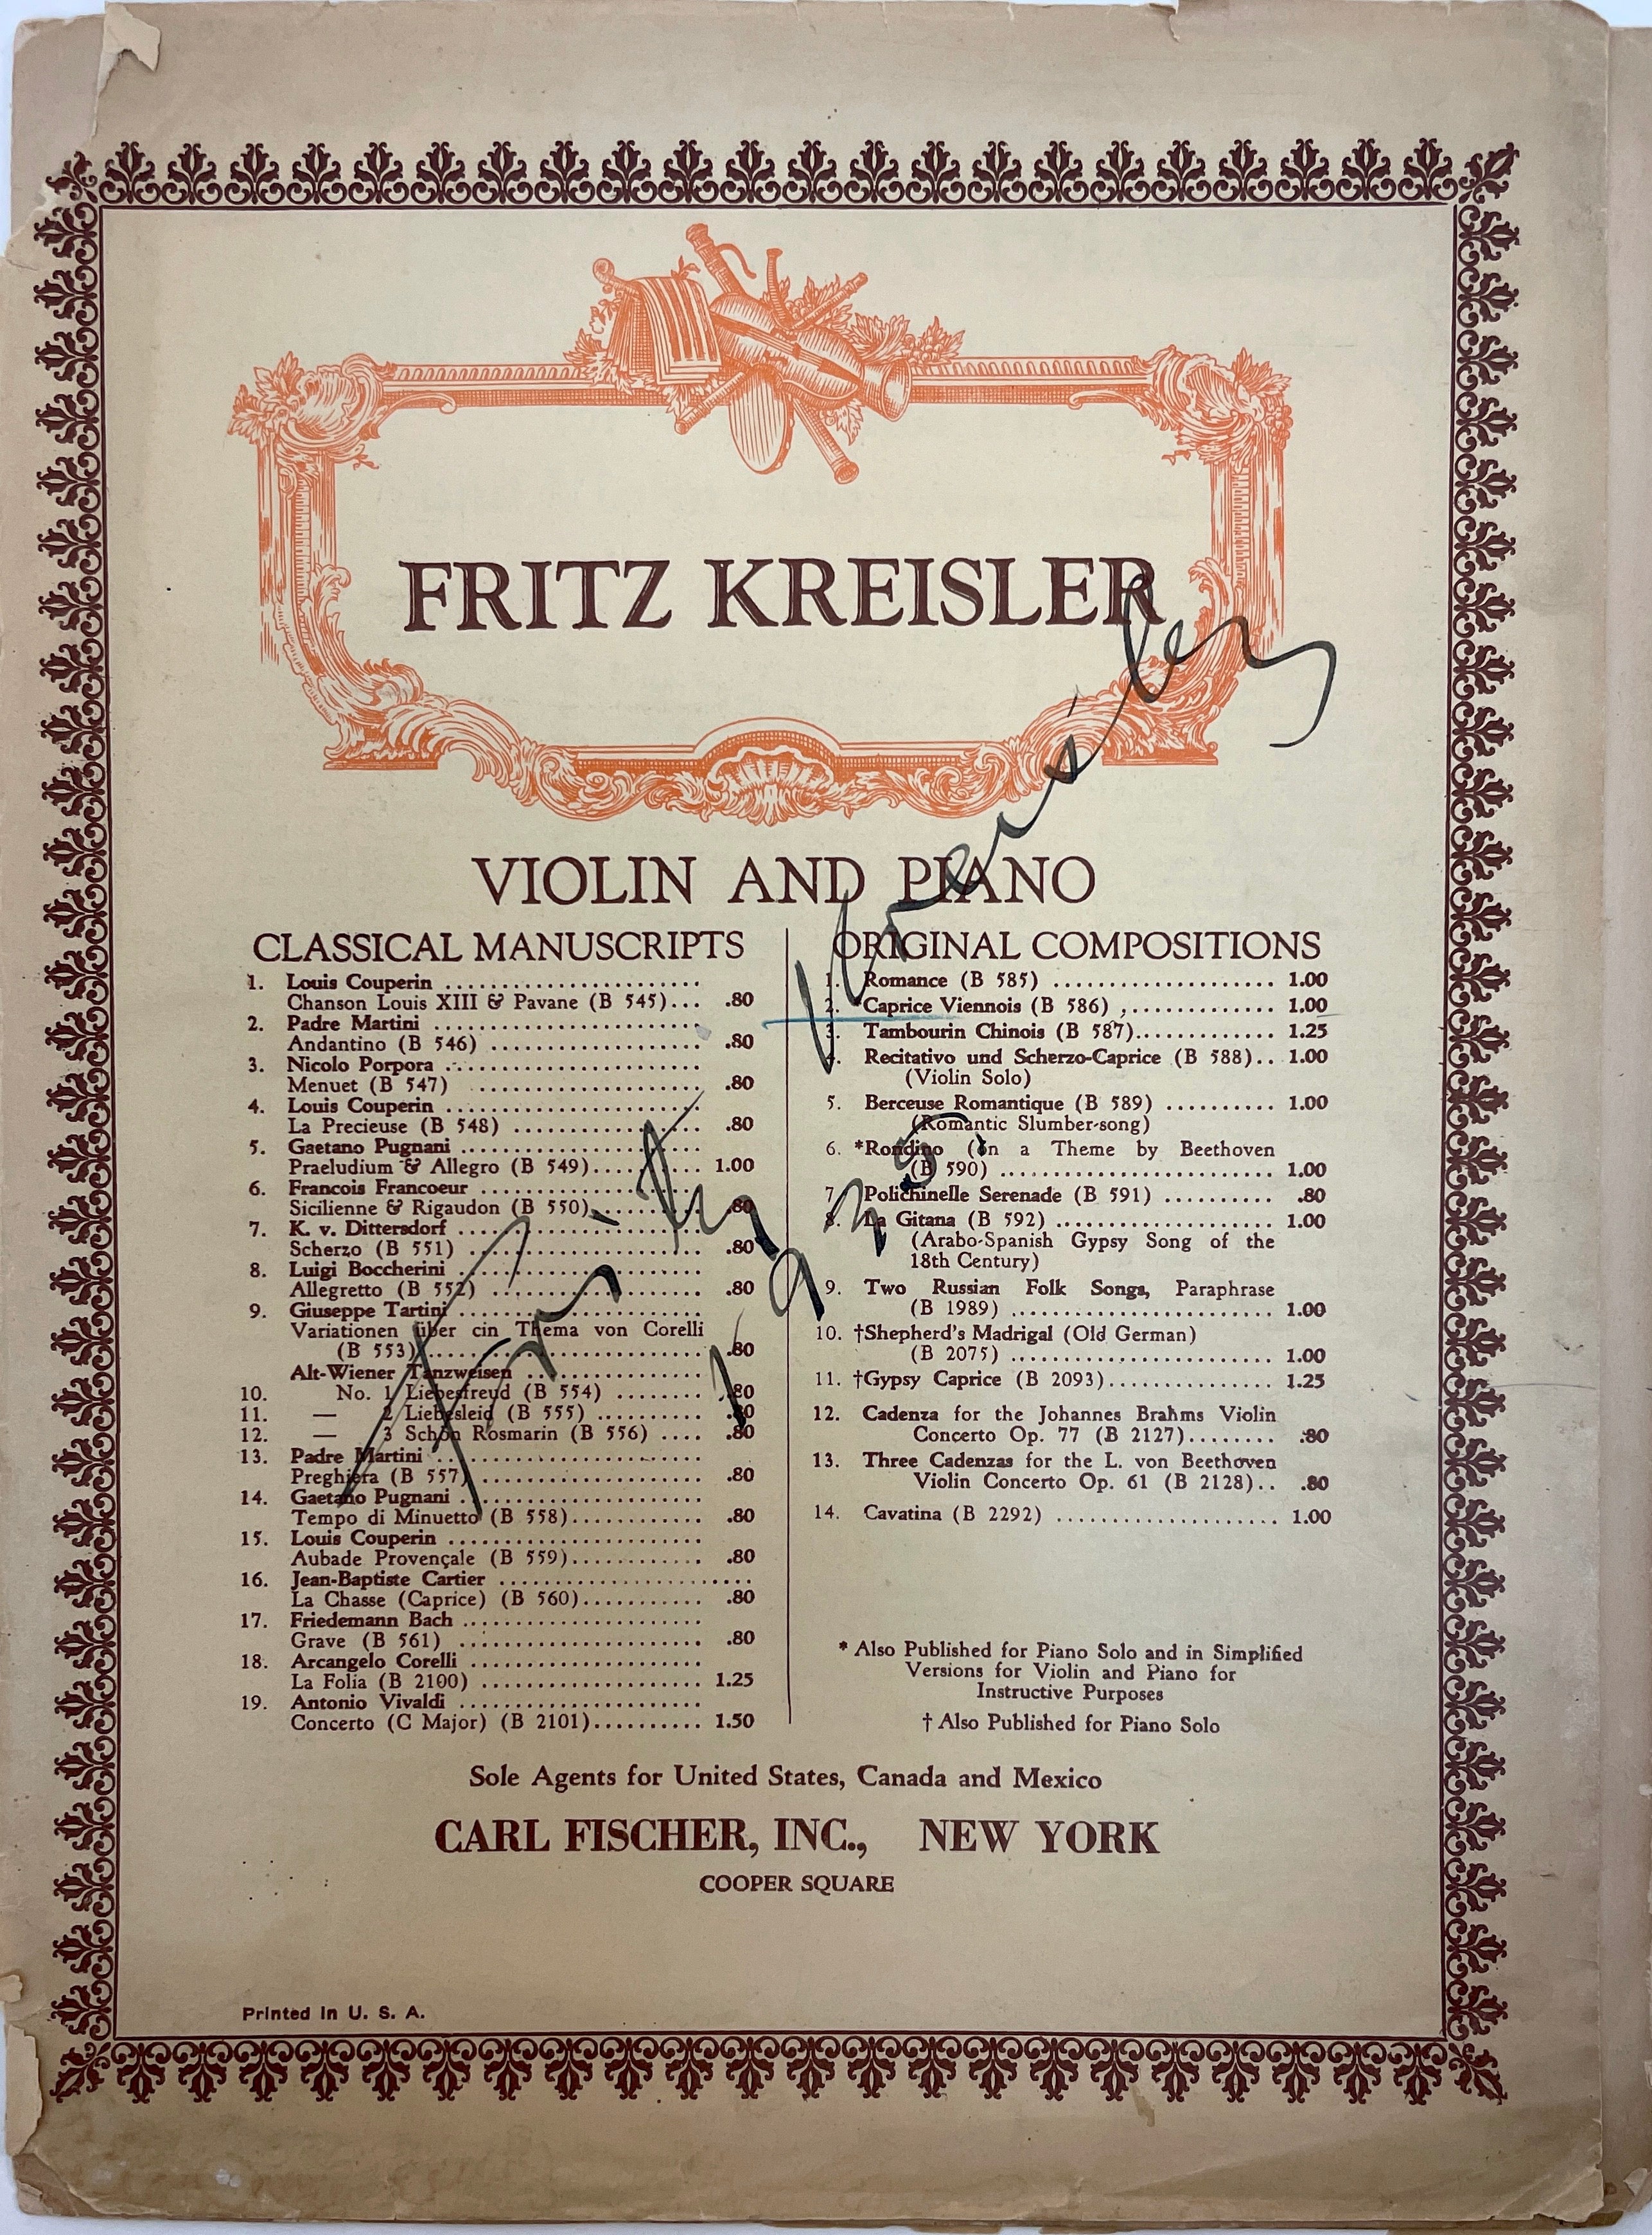 FRITZ KREISLER
VIOLIN AND PIANO
CLASSICAL MANUSCRIPTS
1. Louis Couperin ........................
Chanson Louis XIII & Pavane (B 545)... .80
2. Padre Martini ........................
Andantino (B 546) ........................ .80
3. Nicolo Porpora ........................
Menuet (B 547) ........................ .80
4. Louis Couperin ........................
La Precieuse (B 548) ........................ .80
5. Gaetano Pugnani ........................
Praeludium & Allegro (B 549)............ 1.00
6. Francois Francoeur ........................
Sicilienne & Rigaudon (B 550)............ .80
7. K. v. Dittersdorf ........................
Scherzo (B 551) ........................ .80
8. Luigi Boccherini ........................
Allegretto (B 552) ........................ .80
9. Giuseppe Tartini ........................
Variationen über cin Thema von Corelli
(B 553)........................ .80
Alt-Wiener Tanzweisen ....................
10. No. 1 Liebesfreud (B 554) ........ .80
11. — 2 Liebesleid (B 555) .......... .80
12. — 3 Schön Rosmarin (B 556) .... .80
13. Padre Martini ........................
Preghiera (B 557) ........................ .80
14. Gaetano Pugnani ........................
Tempo di Minuetto (B 558)............... .80
15. Louis Couperin ........................
Aubade Provençale (B 559)............... .80
16. Jean-Baptiste Cartier ........................
La Chasse (Caprice) (B 560)............ .80
17. Friedemann Bach ........................
Grave (B 561) ........................ .80
18. Arcangelo Corelli ........................
La Folia (B 2100) ........................ 1.25
19. Antonio Vivaldi ........................
Concerto (C Major) (B 2101).......... 1.50
ORIGINAL COMPOSITIONS
1. Romance (B 585) ........................ 1.00
2. *Caprice Viennois (B 586) ,............... 1.00
3. Tambourin Chinois (B 587)............... 1.25
4. Recitativo und Scherzo-Caprice (B 588).. 1.00
(Violin Solo)
5. Berceuse Romantique (B 589) .......... 1.00
(Romantic Slumber-song)
6. *Rondino (on a Theme by Beethoven
(B 590) ........................ 1.00
7. Polichinelle Serenade (B 591) .......... .80
8. La Gitana (B 592) ........................ 1.00
(Arabo-Spanish Gypsy Song of the
18th Century)
9. Two Russian Folk Songs, Paraphrase
(B 1989) ........................ 1.00
10. †Shepherd's Madrigal (Old German)
(B 2075) ........................ 1.00
11. †Gypsy Caprice (B 2093)............... 1.25
12. Cadenza for the Johannes Brahms Violin
Concerto Op. 77 (B 2127)........ .80
13. Three Cadenzas for the L. von Beethoven
Violin Concerto Op. 61 (B 2128).. .80
14. Cavatina (B 2292) .................... 1.00
* Also Published for Piano Solo and in Simplified
Versions for Violin and Piano for
Instructive Purposes
† Also Published for Piano Solo
Fritz Kreisler
1935
Sole Agents for United States, Canada and Mexico
CARL FISCHER, INC., NEW YORK
COOPER SQUARE
Printed in U. S. A.